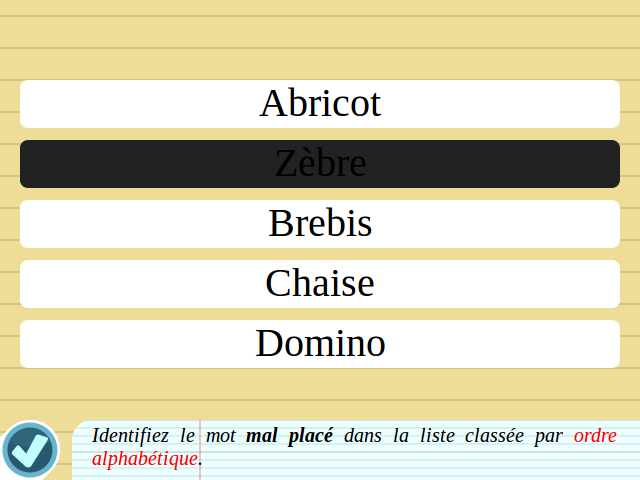 Abricot
Zèbre
Brebis
Chaise
Domino
Identifiez le mot mal placé dans la liste classée par ordre
alphabétique.